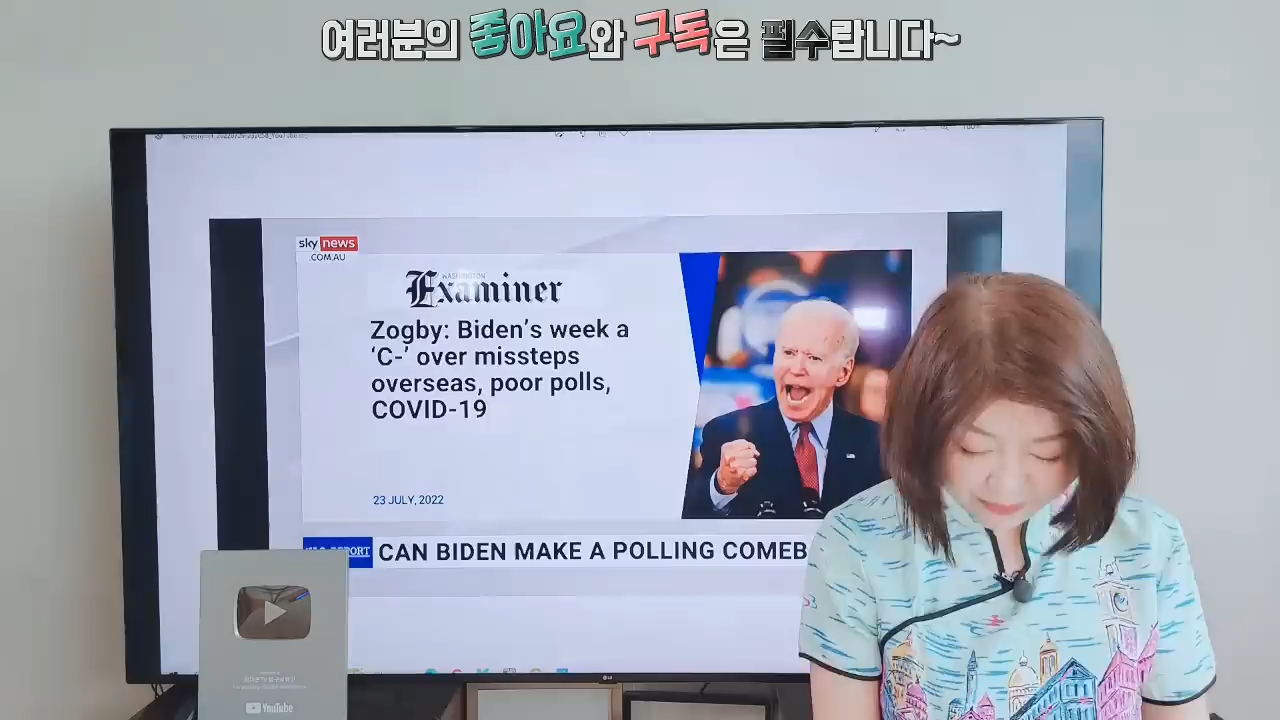 여러분의 좋아요와 구독은 필수랍니다~
sky news
.COM.AU
WASHINGTON
Examiner
Zogby: Biden's week a
'C-' over missteps
overseas, poor polls,
COVID-19
23 JULY, 2022
REPORT
CAN BIDEN MAKE A POLLING COMEB
LG
YouTube